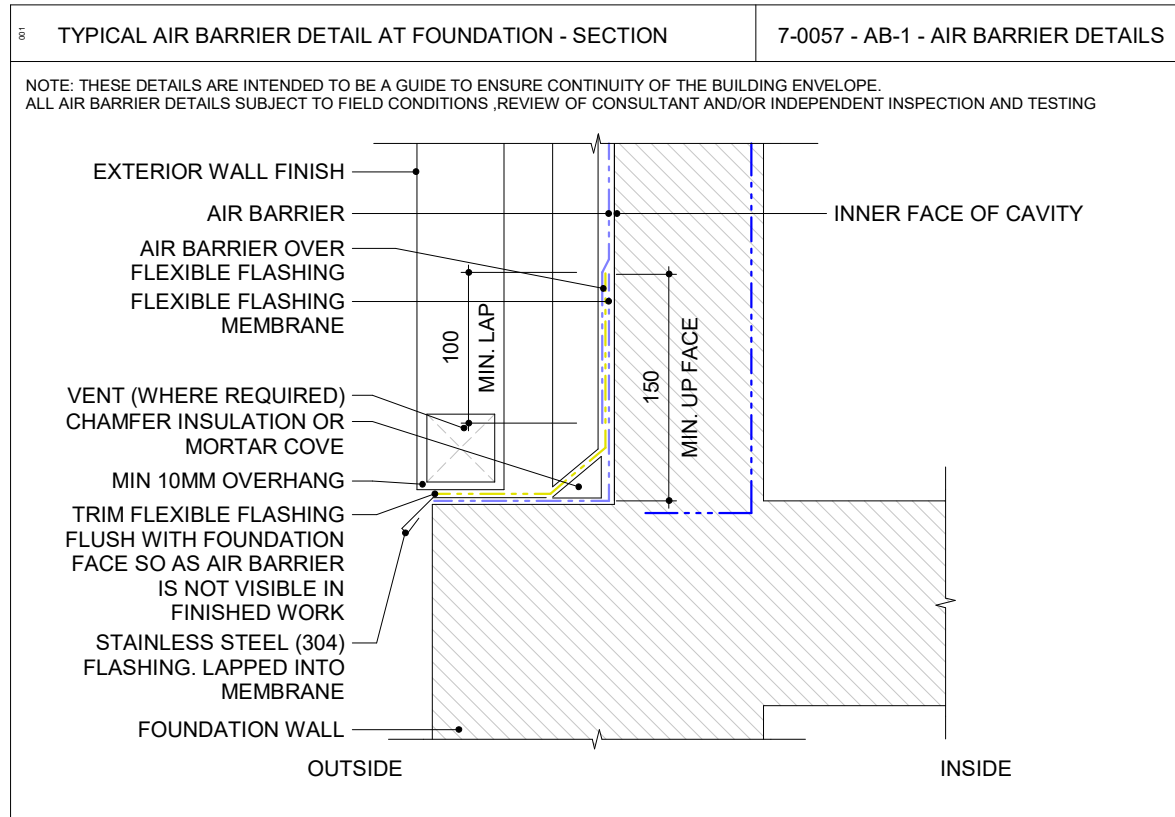 001
TYPICAL AIR BARRIER DETAIL AT FOUNDATION - SECTION
7-0057 - AB-1 - AIR BARRIER DETAILS
NOTE: THESE DETAILS ARE INTENDED TO BE A GUIDE TO ENSURE CONTINUITY OF THE BUILDING ENVELOPE.
ALL AIR BARRIER DETAILS SUBJECT TO FIELD CONDITIONS ,REVIEW OF CONSULTANT AND/OR INDEPENDENT INSPECTION AND TESTING
EXTERIOR WALL FINISH
AIR BARRIER
INNER FACE OF CAVITY
AIR BARRIER OVER
FLEXIBLE FLASHING
FLEXIBLE FLASHING
MEMBRANE
100
MIN. LAP
150
MIN. UP FACE
VENT (WHERE REQUIRED)
CHAMFER INSULATION OR
MORTAR COVE
MIN 10MM OVERHANG
TRIM FLEXIBLE FLASHING
FLUSH WITH FOUNDATION
FACE SO AS AIR BARRIER
IS NOT VISIBLE IN
FINISHED WORK
STAINLESS STEEL (304)
FLASHING. LAPPED INTO
MEMBRANE
FOUNDATION WALL
OUTSIDE
INSIDE